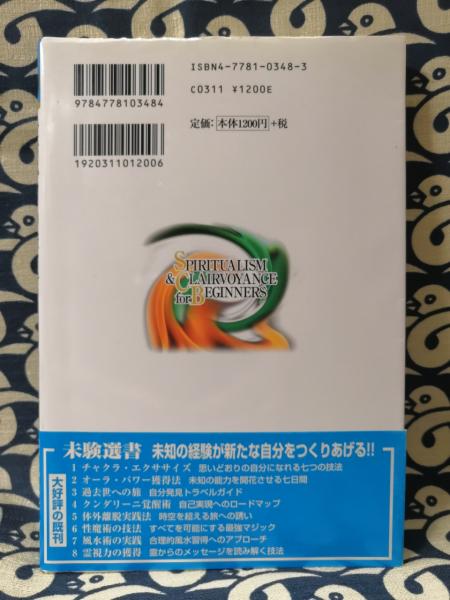 ISBN4-7781-0348-3
C0311 ¥1200E
定価:本体1200円+税
9784778103484
1920311012006
SPIRITUALISM
& CLAIRVOYANCE
for BEGINNERS
未験選書 未知の経験が新たな自分をつくりあげる!!
大好評の既刊
1 チャクラ・エクササイズ 思いどおりの自分になれる七つの技法
2 オーラ・パワー獲得法 未知の能力を開花させる七日間
3 過去世への旅 自分発見トラベルガイド
4 クンダリーニ覚醒術 自己実現へのロードマップ
5 体外離脱実践法 時空を超える旅への誘い
6 性魔術の技法 すべてを可能にする最強マジック
7 風水術の実践 合理的風水習得へのアプローチ
8 霊視力の獲得 霊からのメッセージを読み解く技法